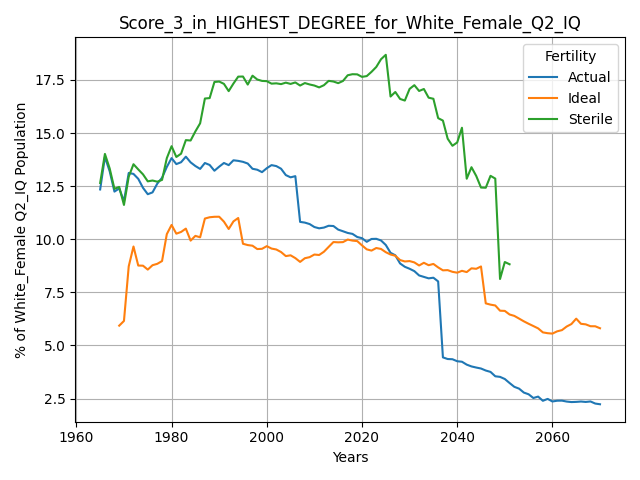 Score_3_in_HIGHEST_DEGREE_for_White_Female_Q2_IQ
Fertility
Actual
Ideal
Sterile
% of White_Female Q2_IQ Population
17.5
15.0
12.5
10.0
7.5
5.0
2.5
1960
1980
2000
2020
2040
2060
Years